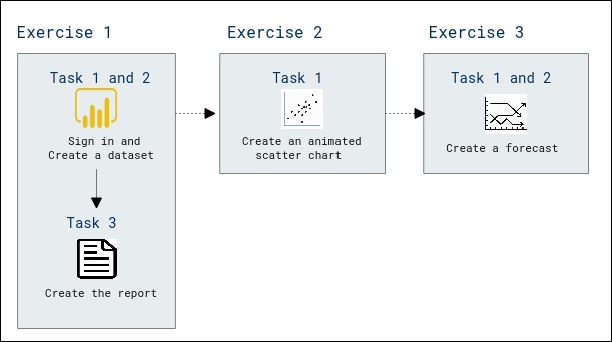 Exercise 1
Task 1 and 2
Sign in and
Create a dataset
Task 3
Create the report
Exercise 2
Task 1
Create an animated
scatter chart
Exercise 3
Task 1 and 2
Create a forecast